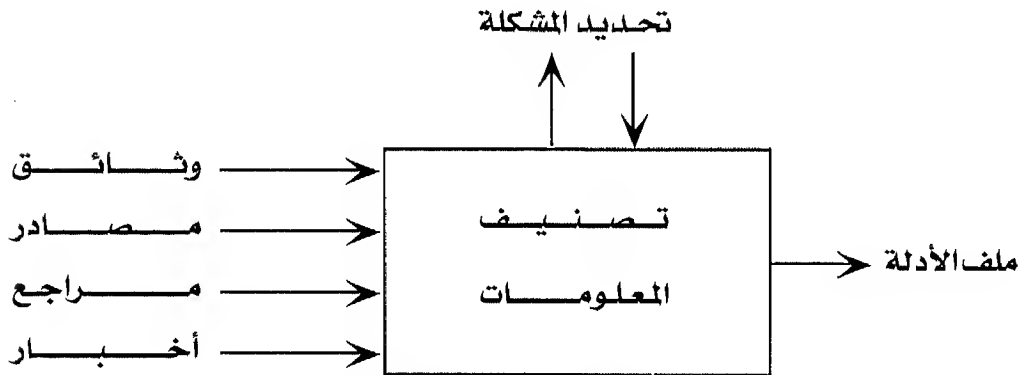 تحديد المشكلة
وثائق
مصادر
مراجع
أخبار
تصنيف
المعلومات
ملف الأدلة